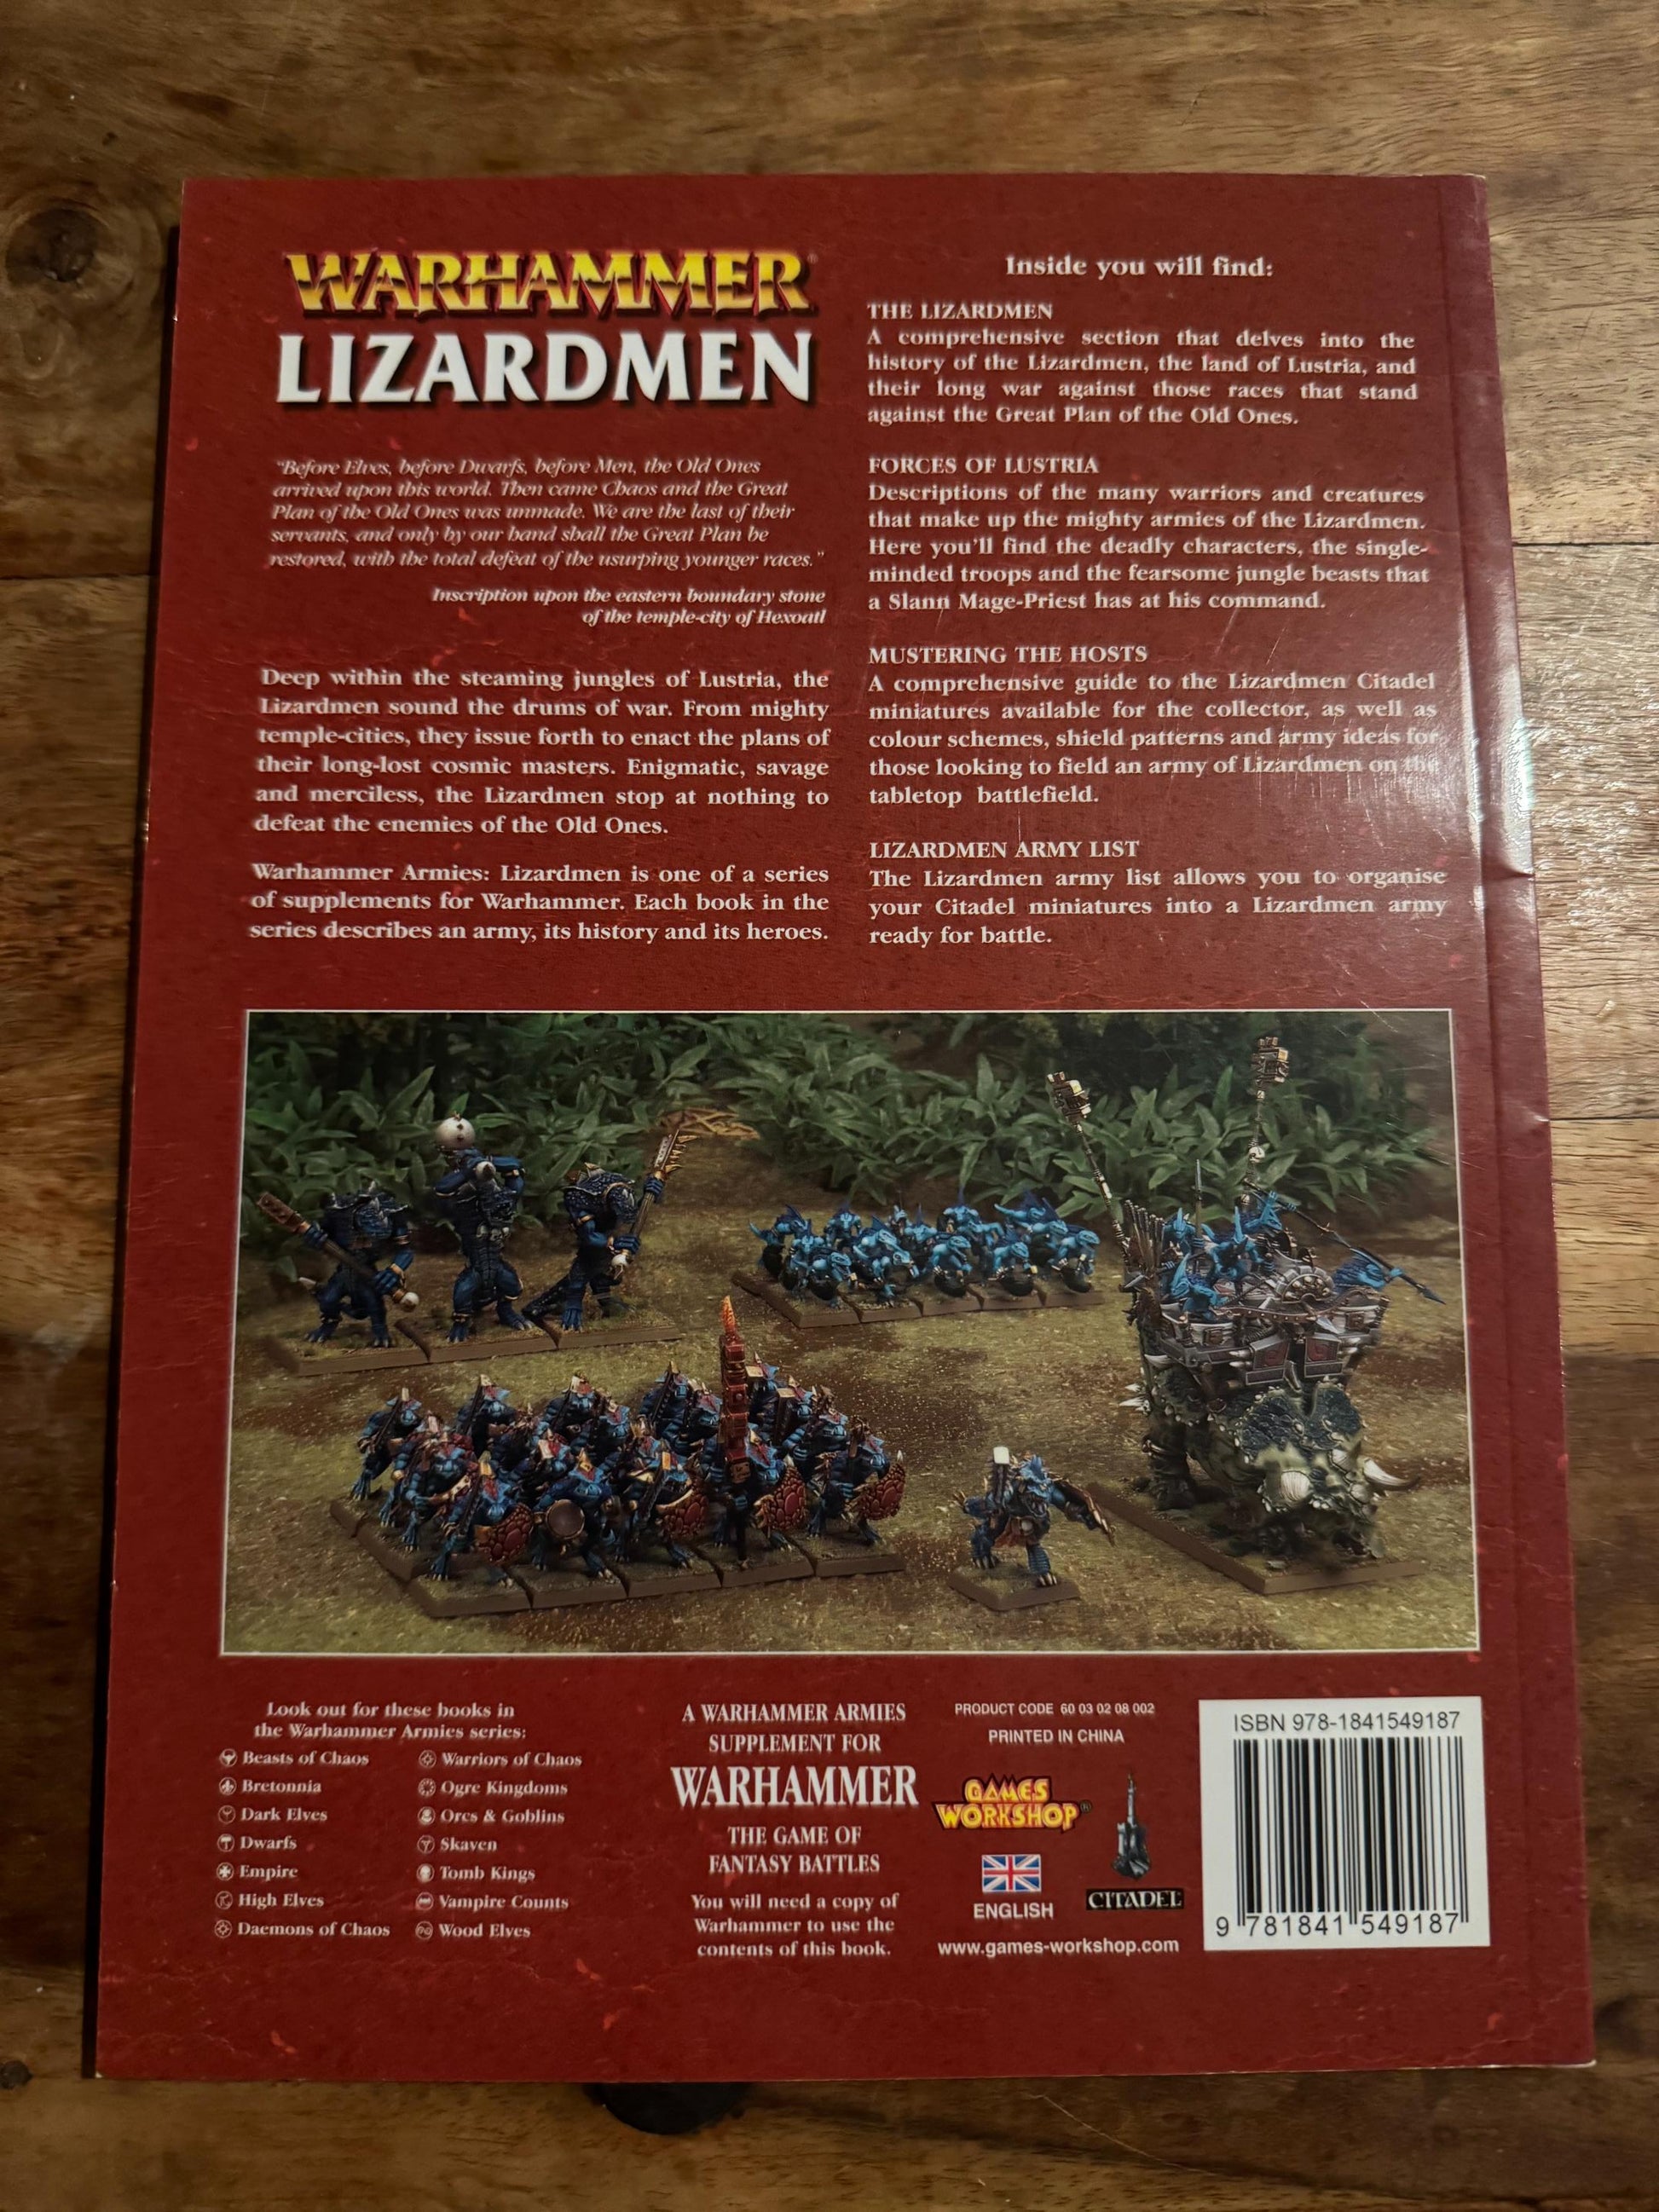 WARHAMMER®
LIZARDMEN
"Before Elves, before Dwarfs, before Men, the Old Ones
arrived upon this world. Then came Chaos and the Great
Plan of the Old Ones was unmade. We are the last of their
servants, and only by our hand shall the Great Plan be
restored, with the total defeat of the usurping younger races."
Inscription upon the eastern boundary stone
of the temple-city of Hexoatl
Deep within the steaming jungles of Lustria, the
Lizardmen sound the drums of war. From mighty
temple-cities, they issue forth to enact the plans of
their long-lost cosmic masters. Enigmatic, savage
and merciless, the Lizardmen stop at nothing to
defeat the enemies of the Old Ones.
Warhammer Armies: Lizardmen is one of a series
of supplements for Warhammer. Each book in the
series describes an army, its history and its heroes.
Inside you will find:
THE LIZARDMEN
A comprehensive section that delves into the
history of the Lizardmen, the land of Lustria, and
their long war against those races that stand
against the Great Plan of the Old Ones.
FORCES OF LUSTRIA
Descriptions of the many warriors and creatures
that make up the mighty armies of the Lizardmen.
Here you'll find the deadly characters, the single-
minded troops and the fearsome jungle beasts that
a Slann Mage-Priest has at his command.
MUSTERING THE HOSTS
A comprehensive guide to the Lizardmen Citadel
miniatures available for the collector, as well as
colour schemes, shield patterns and army ideas for
those looking to field an army of Lizardmen on the
tabletop battlefield.
LIZARDMEN ARMY LIST
The Lizardmen army list allows you to organise
your Citadel miniatures into a Lizardmen army
ready for battle.
Look out for these books in
the Warhammer Armies series:
Beasts of Chaos
Bretonnia
Dark Elves
Dwarfs
Empire
High Elves
Daemons of Chaos
Warriors of Chaos
Ogre Kingdoms
Orcs & Goblins
Skaven
Tomb Kings
Vampire Counts
Wood Elves
A WARHAMMER ARMIES
SUPPLEMENT FOR
WARHAMMER
THE GAME OF
FANTASY BATTLES
You will need a copy of
Warhammer to use the
contents of this book.
PRODUCT CODE 60 03 02 08 002
PRINTED IN CHINA
GAMES
WORKSHOP®
ENGLISH
CITADEL
www.games-workshop.com
ISBN 978-1841549187
9 781841 549187